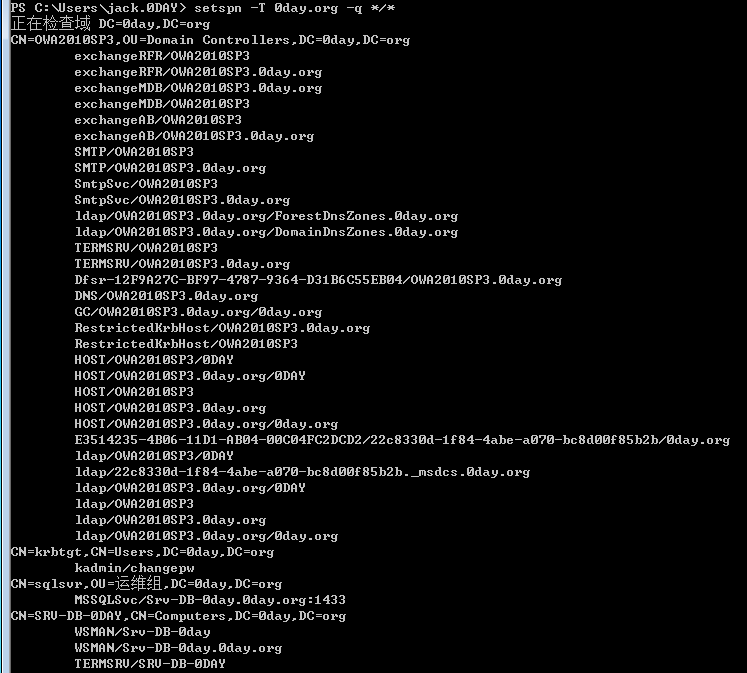 PS C:\Users\jack.0DAY> setspn -T 0day.org -q */*
正在检查域 DC=0day,DC=org
CN=OWA2010SP3,OU=Domain Controllers,DC=0day,DC=org
exchangeRFR/OWA2010SP3
exchangeRFR/OWA2010SP3.0day.org
exchangeMDB/OWA2010SP3.0day.org
exchangeMDB/OWA2010SP3
exchangeAB/OWA2010SP3
exchangeAB/OWA2010SP3.0day.org
SMTP/OWA2010SP3
SMTP/OWA2010SP3.0day.org
SmtpSvc/OWA2010SP3
SmtpSvc/OWA2010SP3.0day.org
ldap/OWA2010SP3.0day.org/ForestDnsZones.0day.org
ldap/OWA2010SP3.0day.org/DomainDnsZones.0day.org
TERMSRV/OWA2010SP3
TERMSRV/OWA2010SP3.0day.org
Dfsr-12F9A27C-BF97-4787-9364-D31B6C55EB04/OWA2010SP3.0day.org
DNS/OWA2010SP3.0day.org
GC/OWA2010SP3.0day.org/0day.org
RestrictedKrbHost/OWA2010SP3.0day.org
RestrictedKrbHost/OWA2010SP3
HOST/OWA2010SP3/0DAY
HOST/OWA2010SP3.0day.org/0DAY
HOST/OWA2010SP3
HOST/OWA2010SP3.0day.org
HOST/OWA2010SP3.0day.org/0day.org
E3514235-4B06-11D1-AB04-00C04FC2DCD2/22c8330d-1f84-4abe-a070-bc8d00f85b2b/0day.org
ldap/OWA2010SP3/0DAY
ldap/22c8330d-1f84-4abe-a070-bc8d00f85b2b._msdcs.0day.org
ldap/OWA2010SP3.0day.org/0DAY
ldap/OWA2010SP3
ldap/OWA2010SP3.0day.org
ldap/OWA2010SP3.0day.org/0day.org
CN=krbtgt,CN=Users,DC=0day,DC=org
kadmin/changepw
CN=sqlsvr,OU=运维组,DC=0day,DC=org
MSSQLSvc/Srv-DB-0day.0day.org:1433
CN=SRV-DB-0DAY,CN=Computers,DC=0day,DC=org
WSMAN/Srv-DB-0day
WSMAN/Srv-DB-0day.0day.org
TERMSRV/SRV-DB-0DAY